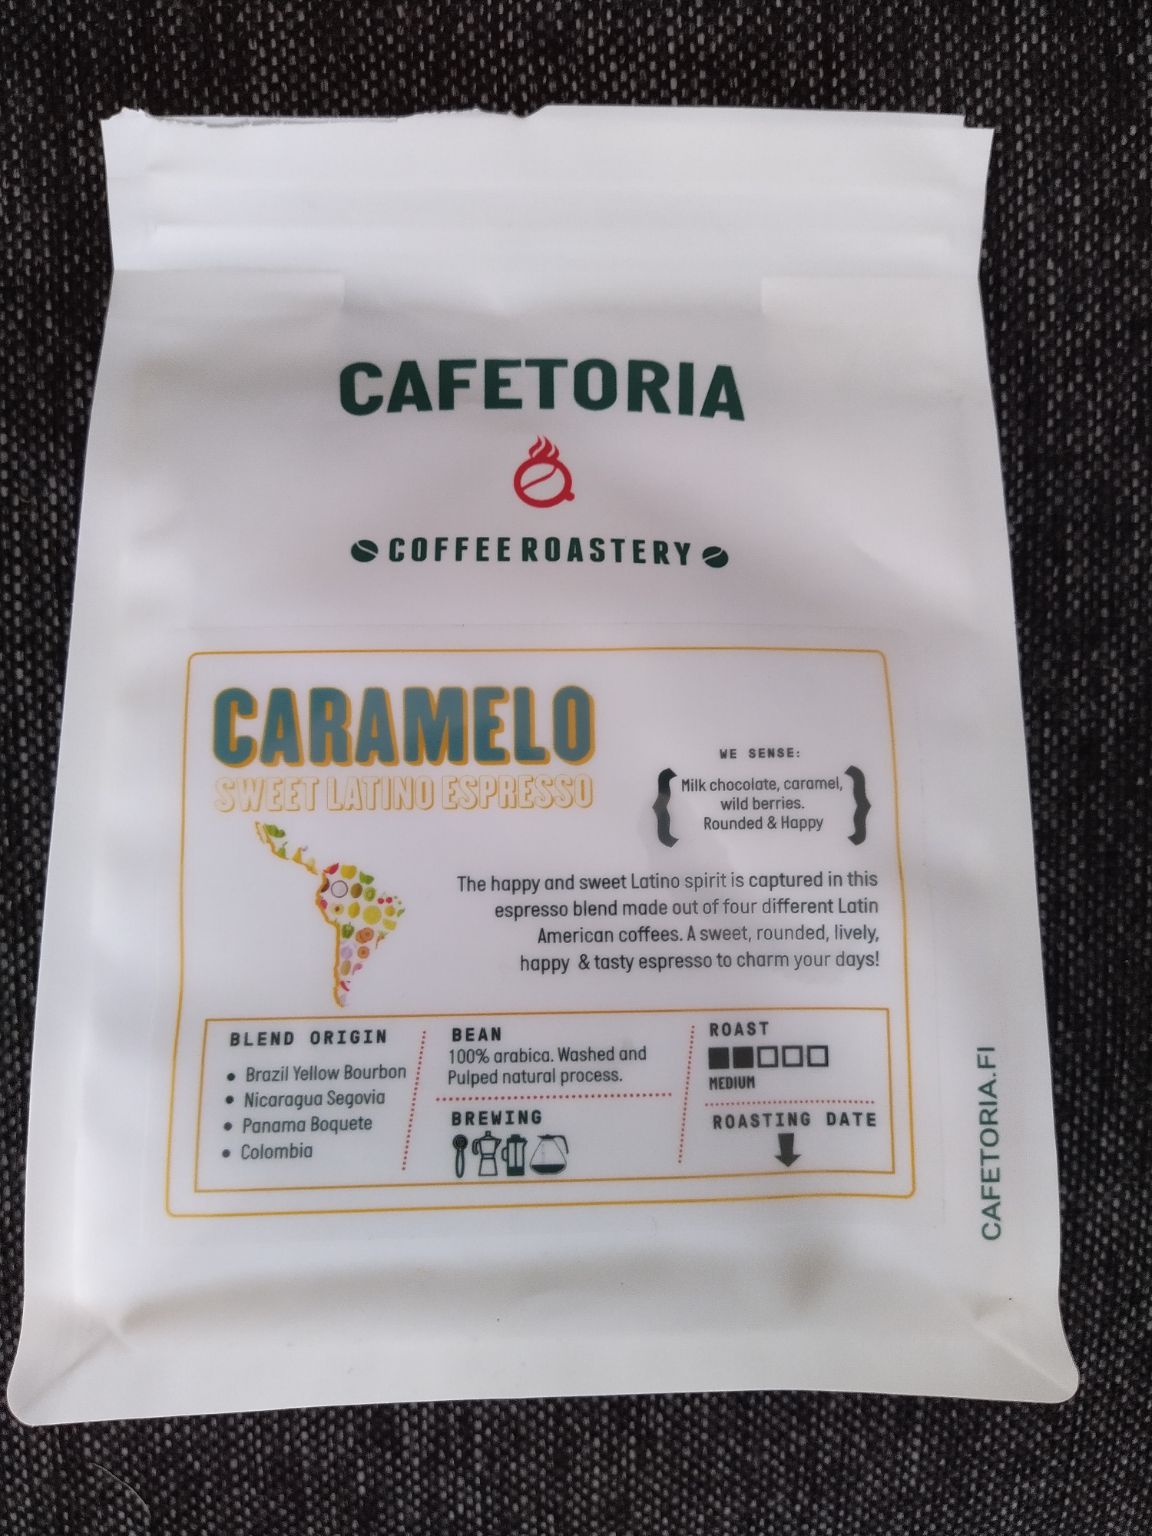 CAFETORIA
COFFEE ROASTERY
CARAMELO
SWEET LATINO ESPRESSO
WE SENSE:
Milk chocolate, caramel,
wild berries.
Rounded & Happy
The happy and sweet Latino spirit is captured in this
espresso blend made out of four different Latin
American coffees. A sweet, rounded, lively,
happy & tasty espresso to charm your days!
BLEND ORIGIN
• Brazil Yellow Bourbon
• Nicaragua Segovia
• Panama Boquete
• Colombia
BEAN
100% arabica. Washed and
Pulped natural process.
BREWING
ROAST
MEDIUM
ROASTING DATE
CAFETORIA.FI